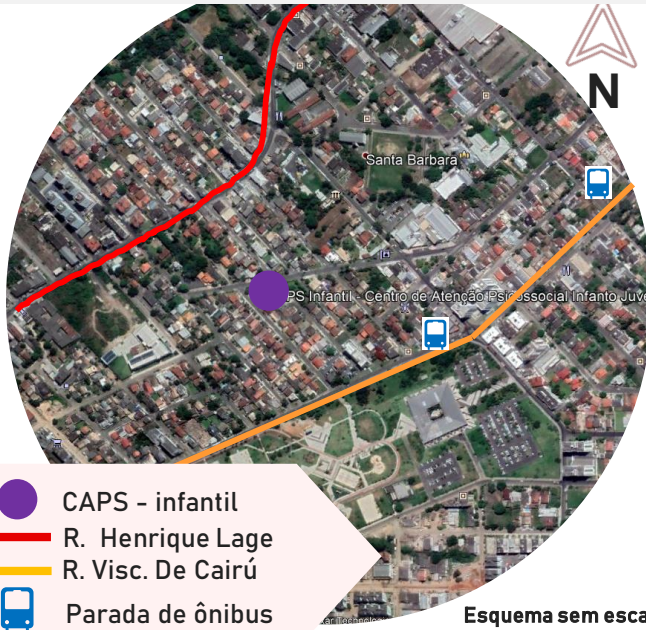 N
Santa Barbara
PS Infantil - Centro de Atenção Psicossocial Infanto Juve
CAPS - infantil
R. Henrique Lage
R. Visc. De Cairú
Parada de ônibus
Esquema sem esca